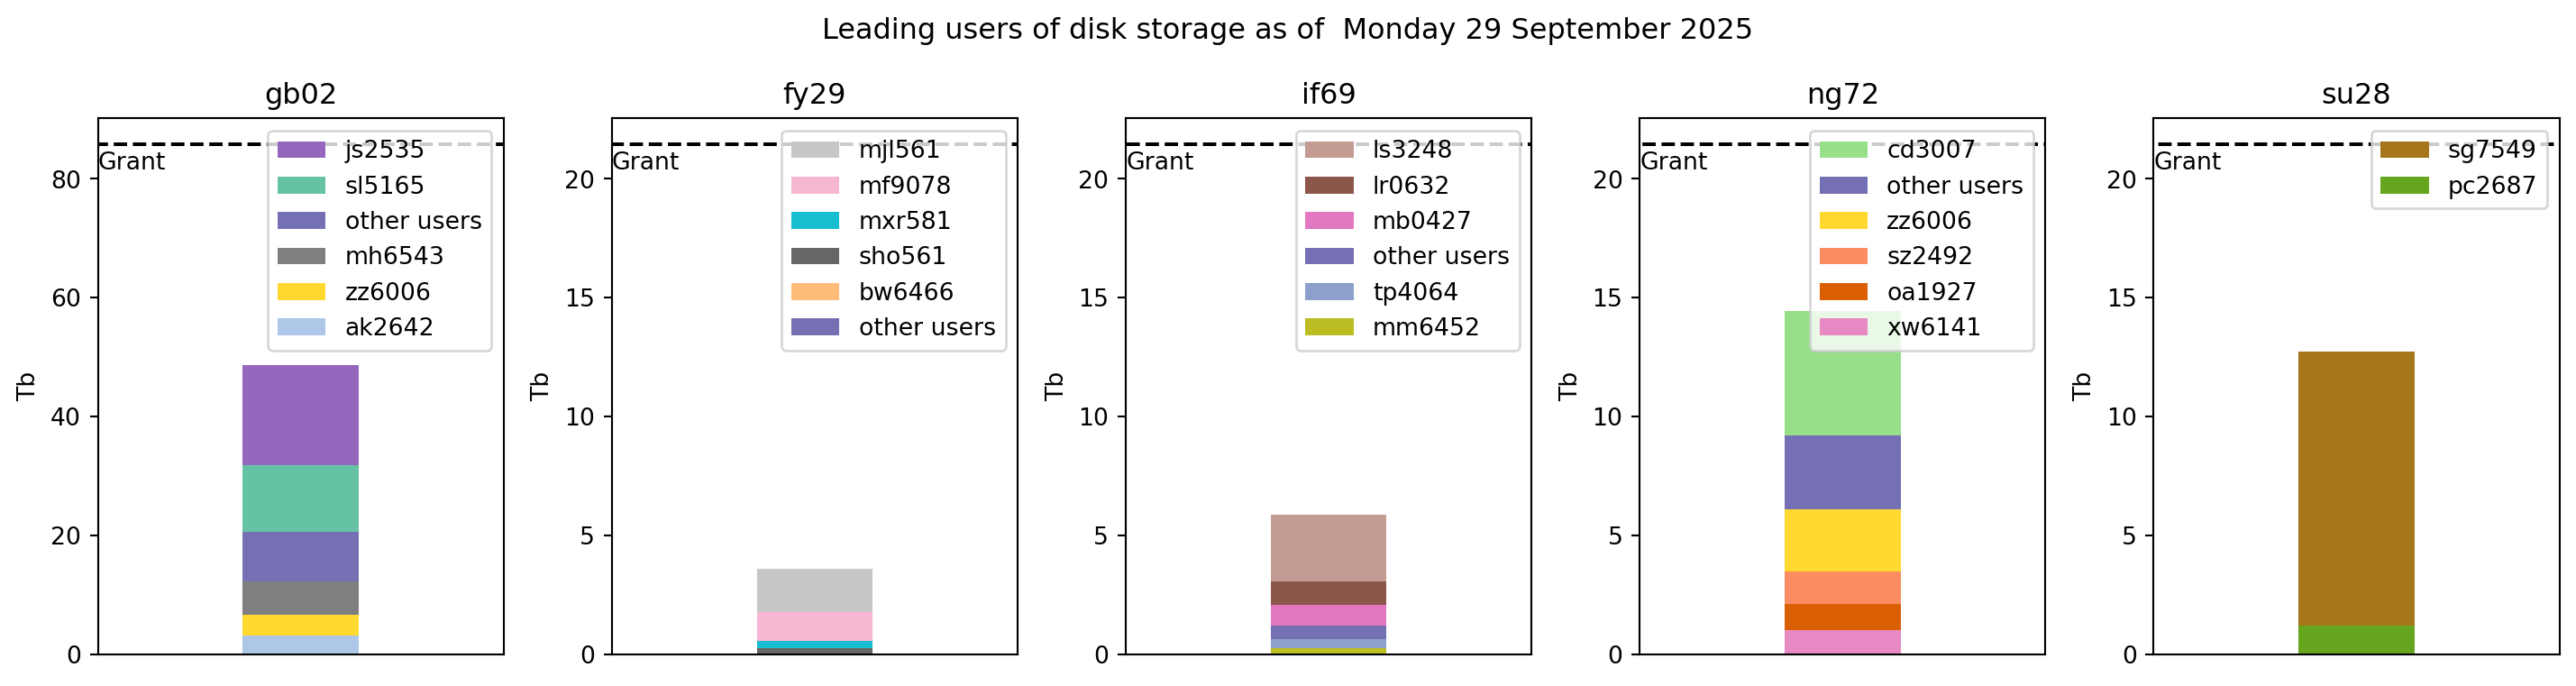 Leading users of disk storage as of  Monday 29 September 2025
gb02
Tb
80
60
40
20
0
Grant
js2535
sl5165
other users
mh6543
zz6006
ak2642
fy29
Tb
20
15
10
5
0
Grant
mjl561
mf9078
mxr581
sho561
bw6466
other users
if69
Tb
20
15
10
5
0
Grant
ls3248
lr0632
mb0427
other users
tp4064
mm6452
ng72
Tb
20
15
10
5
0
Grant
cd3007
other users
zz6006
sz2492
oa1927
xw6141
su28
Tb
20
15
10
5
0
Grant
sg7549
pc2687